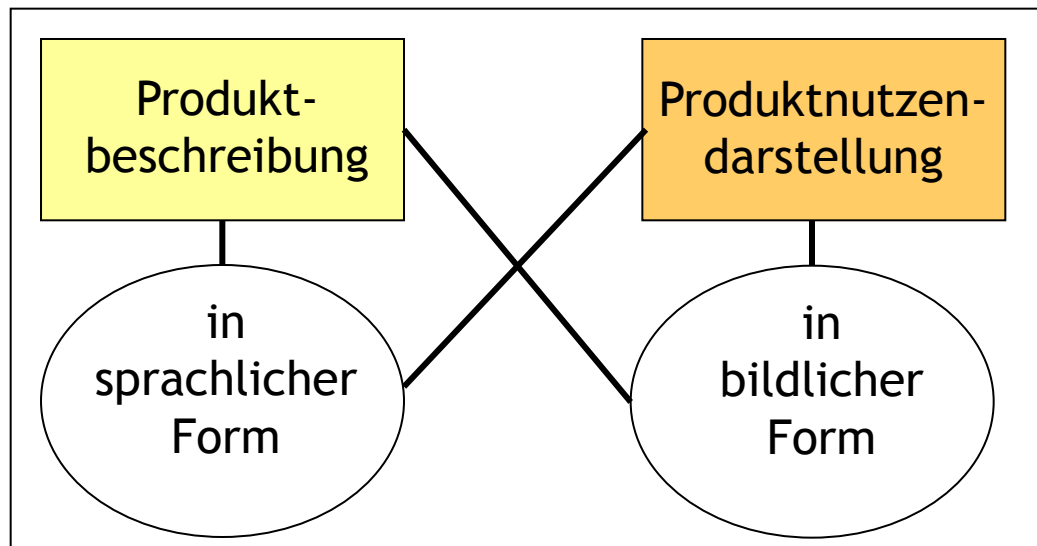 Produkt-
beschreibung
Produktnutzen-
darstellung
in
sprachlicher
Form
in
bildlicher
Form